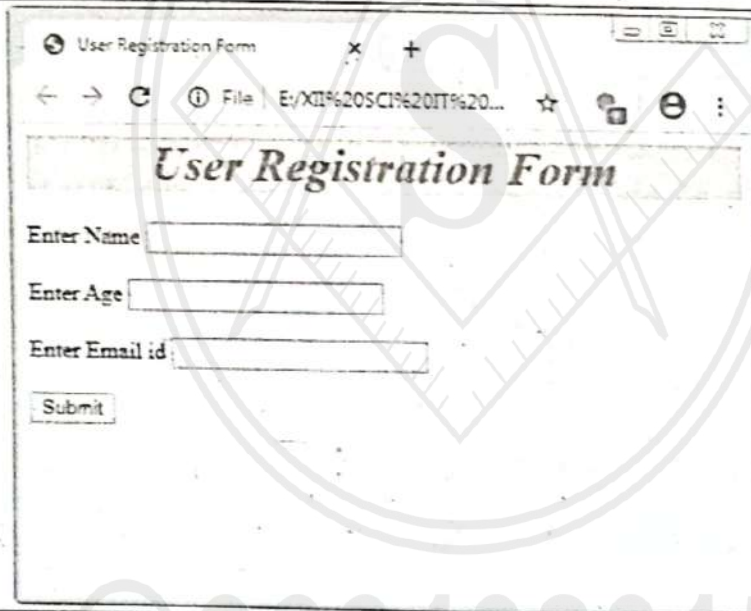 User Registration Form
File E:/XII%20SCI%20IT%20...
User Registration Form
Enter Name
Enter Age
Enter Email id
Submit